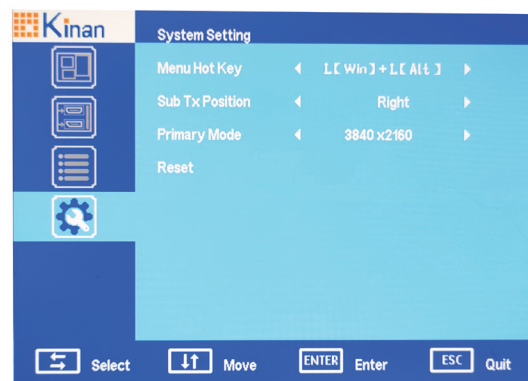 Kinan
System Setting
Menu Hot Key L[ Win ] + L[ Alt ]
Sub Tx Position Right
Primary Mode 3840 x2160
Reset
Select Move ENTER Enter ESC Quit